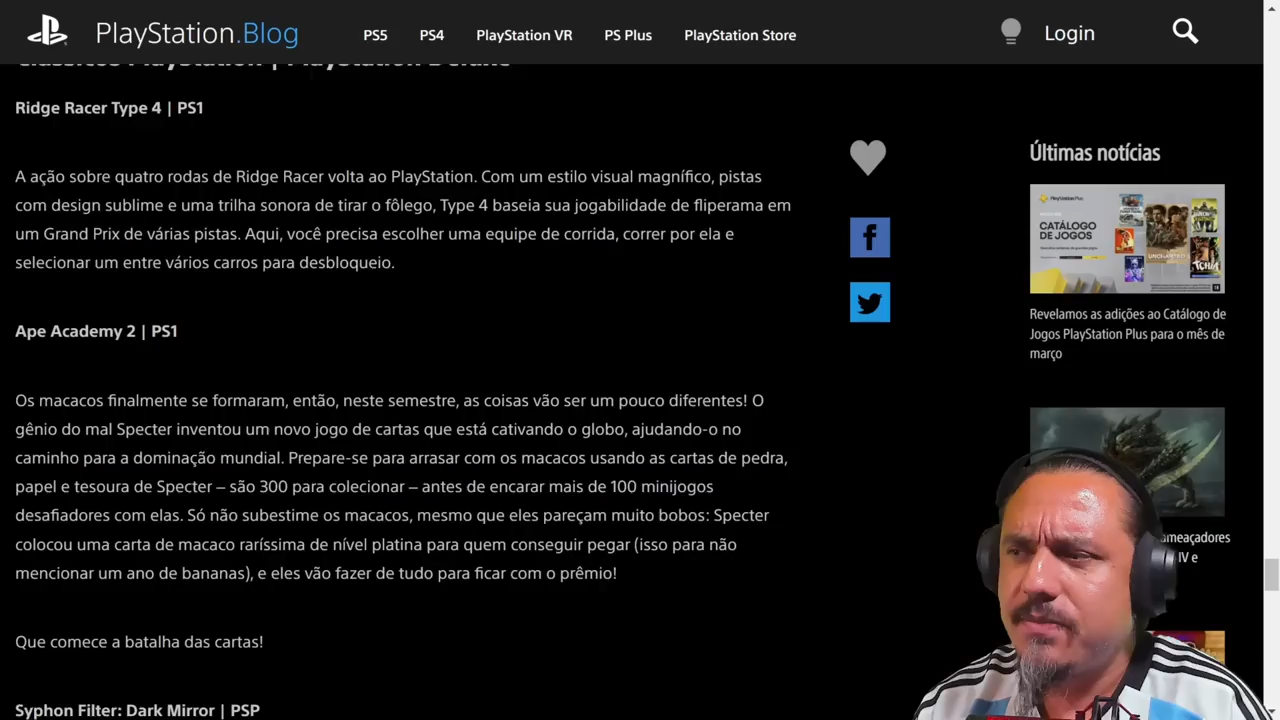 PlayStation.Blog
PS5
PS4
PlayStation VR
PS Plus
PlayStation Store
Login
Clássicos PlayStation | PlayStation Deluxe
Ridge Racer Type 4 | PS1
A ação sobre quatro rodas de Ridge Racer volta ao PlayStation. Com um estilo visual magnífico, pistas
com design sublime e uma trilha sonora de tirar o fôlego, Type 4 baseia sua jogabilidade de fliperama em
um Grand Prix de várias pistas. Aqui, você precisa escolher uma equipe de corrida, correr por ela e
selecionar um entre vários carros para desbloqueio.
Ape Academy 2 | PS1
Os macacos finalmente se formaram, então, neste semestre, as coisas vão ser um pouco diferentes! O
gênio do mal Specter inventou um novo jogo de cartas que está cativando o globo, ajudando-o no
caminho para a dominação mundial. Prepare-se para arrasar com os macacos usando as cartas de pedra,
papel e tesoura de Specter – são 300 para colecionar – antes de encarar mais de 100 minijogos
desafiadores com elas. Só não subestime os macacos, mesmo que eles pareçam muito bobos: Specter
colocou uma carta de macaco raríssima de nível platina para quem conseguir pegar (isso para não
mencionar um ano de bananas), e eles vão fazer de tudo para ficar com o prêmio!
Que comece a batalha das cartas!
Syphon Filter: Dark Mirror | PSP
Últimas notícias
PlayStation.Plus
CATÁLOGO
DE JOGOS
UNCHARTED
TCHIA
Revelamos as adições ao Catálogo de
Jogos PlayStation Plus para o mês de
março
ameaçadores
IV e